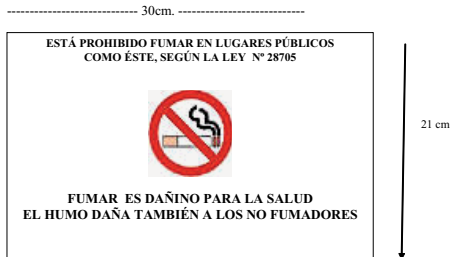 ---------------------------- 30cm. ---------------------------
ESTÁ PROHIBIDO FUMAR EN LUGARES PÚBLICOS
COMO ÉSTE, SEGÚN LA LEY Nº 28705
21 cm
FUMAR ES DAÑINO PARA LA SALUD
EL HUMO DAÑA TAMBIÉN A LOS NO FUMADORES